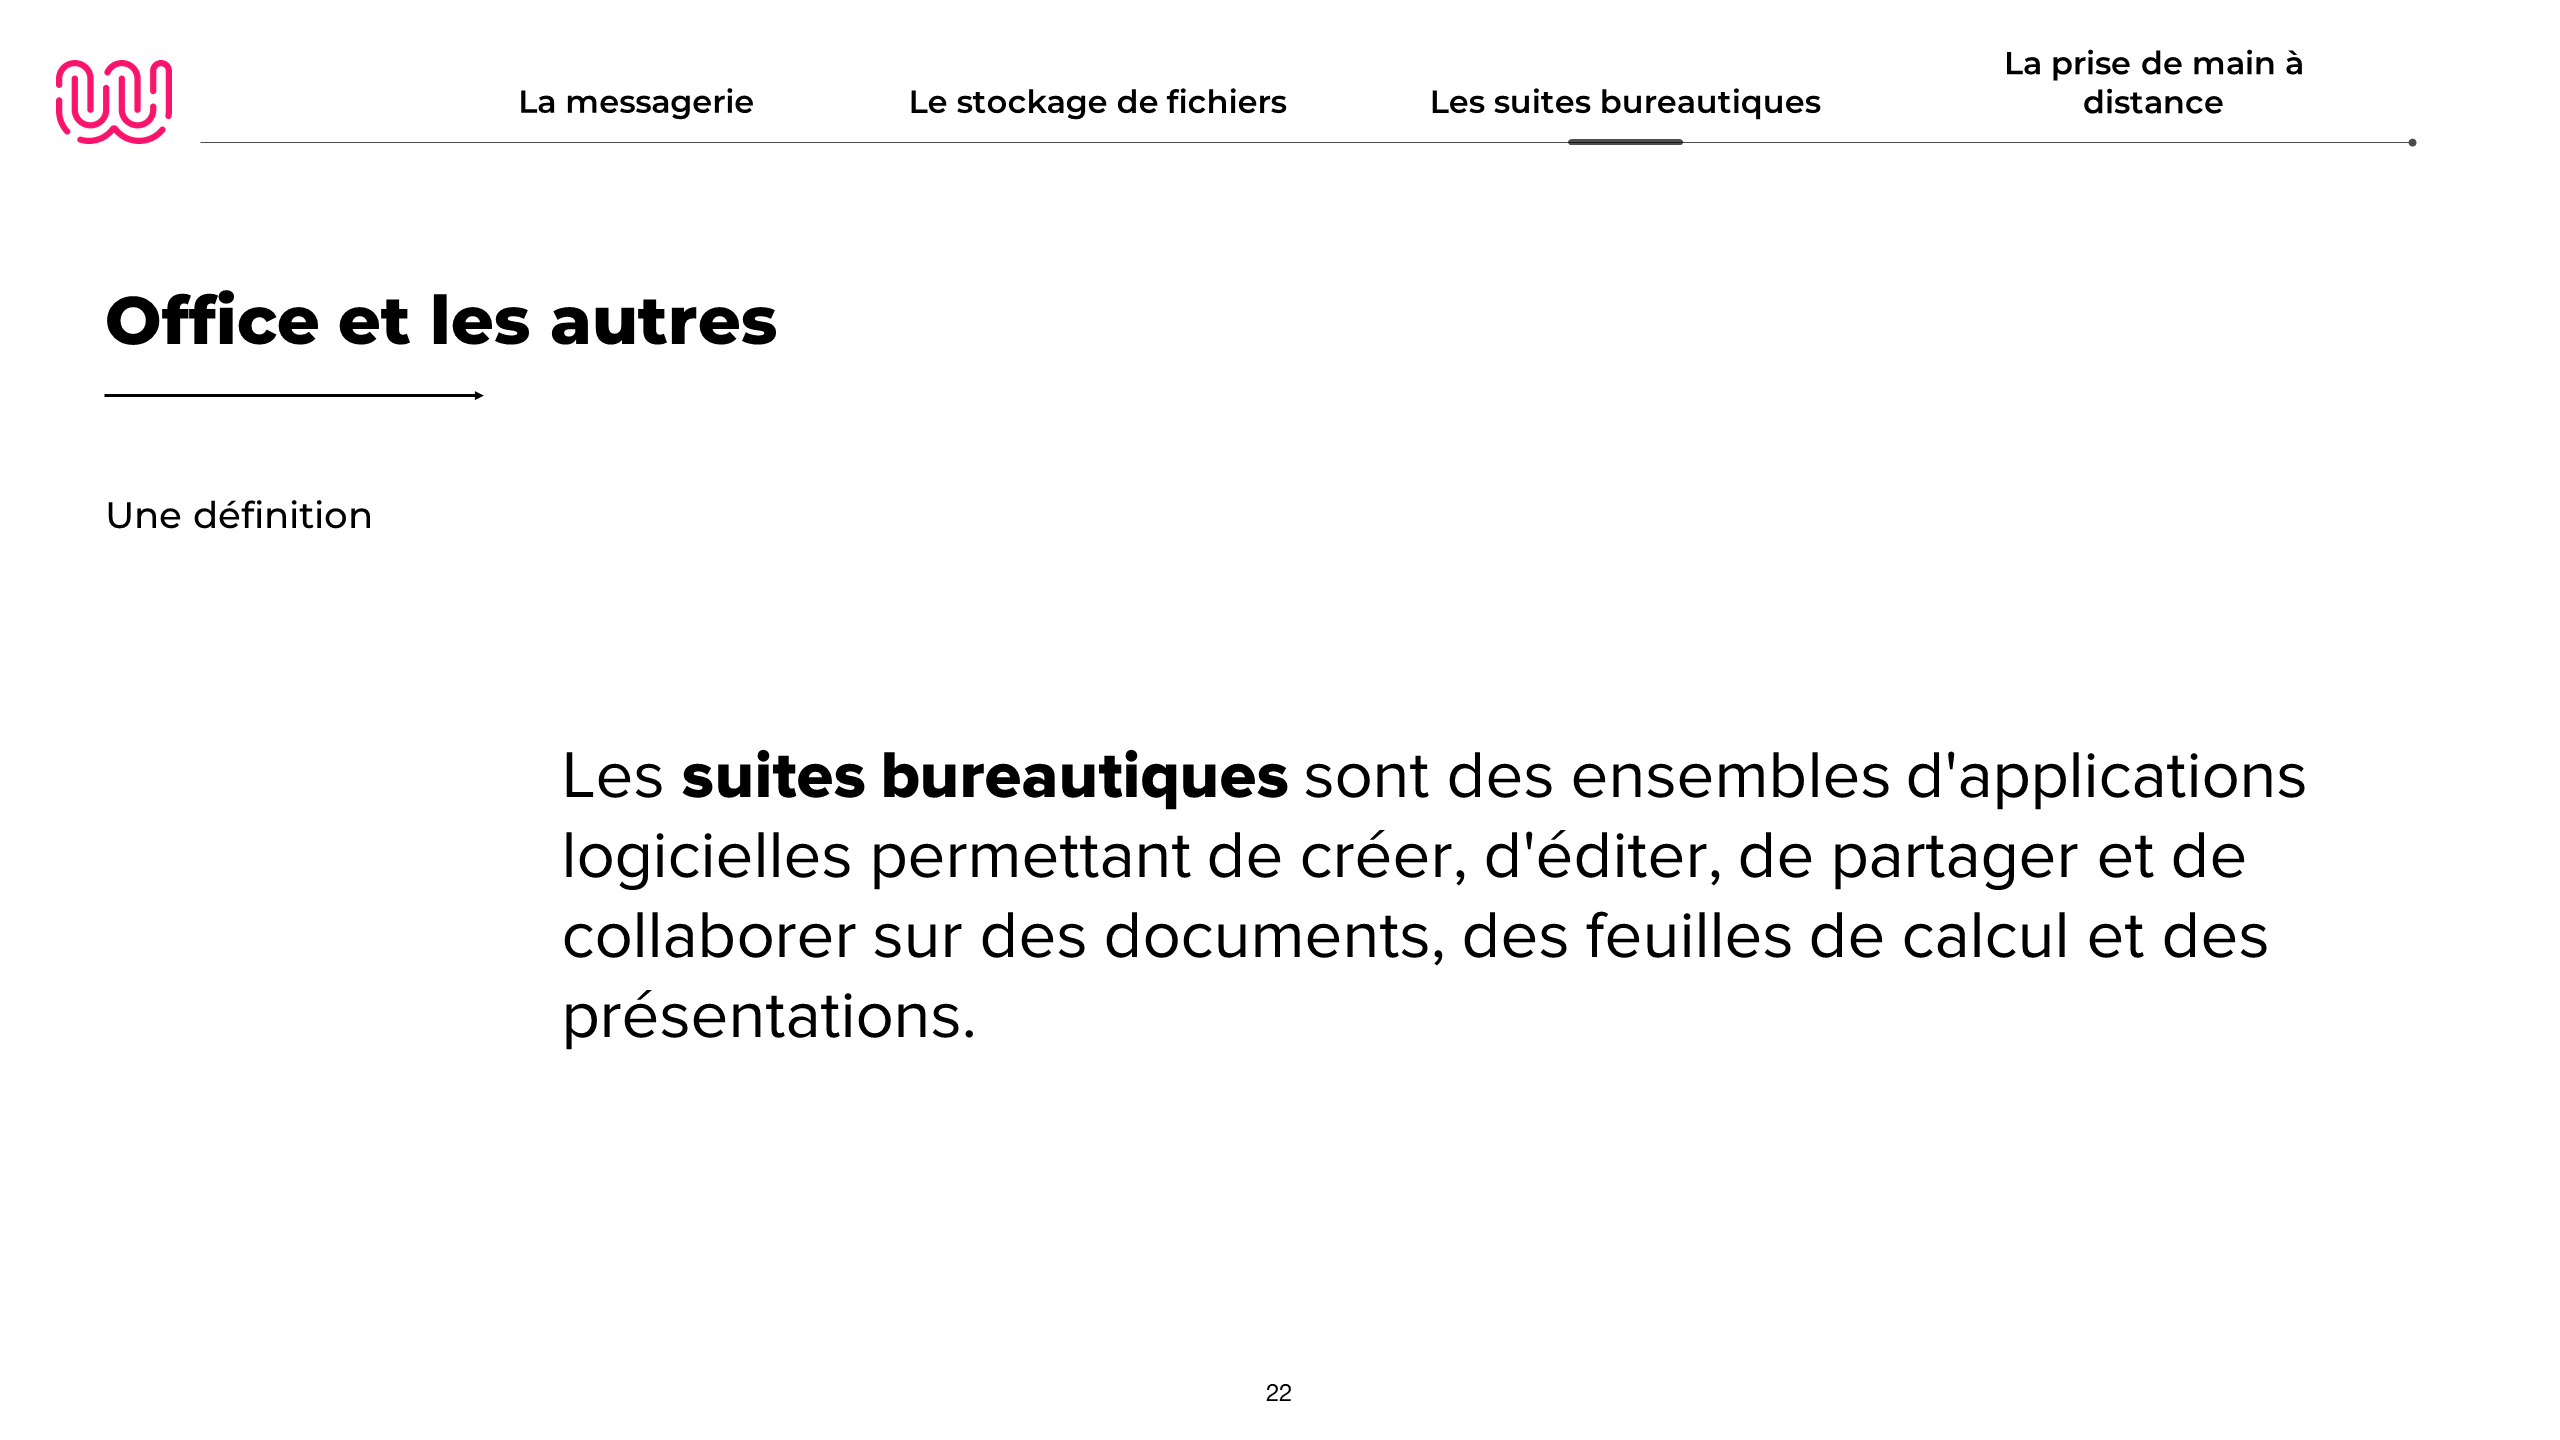 La messagerie
Le stockage de fichiers
Les suites bureautiques
La prise de main à
distance
Office et les autres
Une définition
Les suites bureautiques sont des ensembles d'applications
logicielles permettant de créer, d'éditer, de partager et de
collaborer sur des documents, des feuilles de calcul et des
présentations.
22